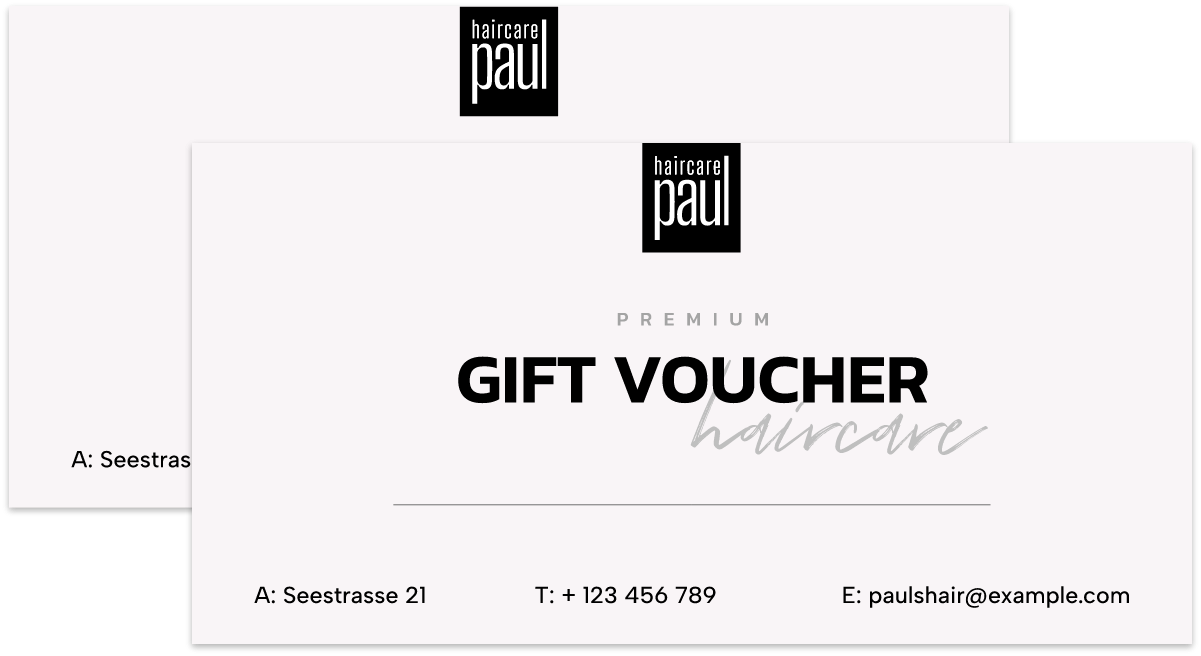 haircare
paul
A: Seestras
haircare
paul
PREMIUM
GIFT VOUCHER
haircare
A: Seestrasse 21
T: + 123 456 789
E: paulshair@example.com